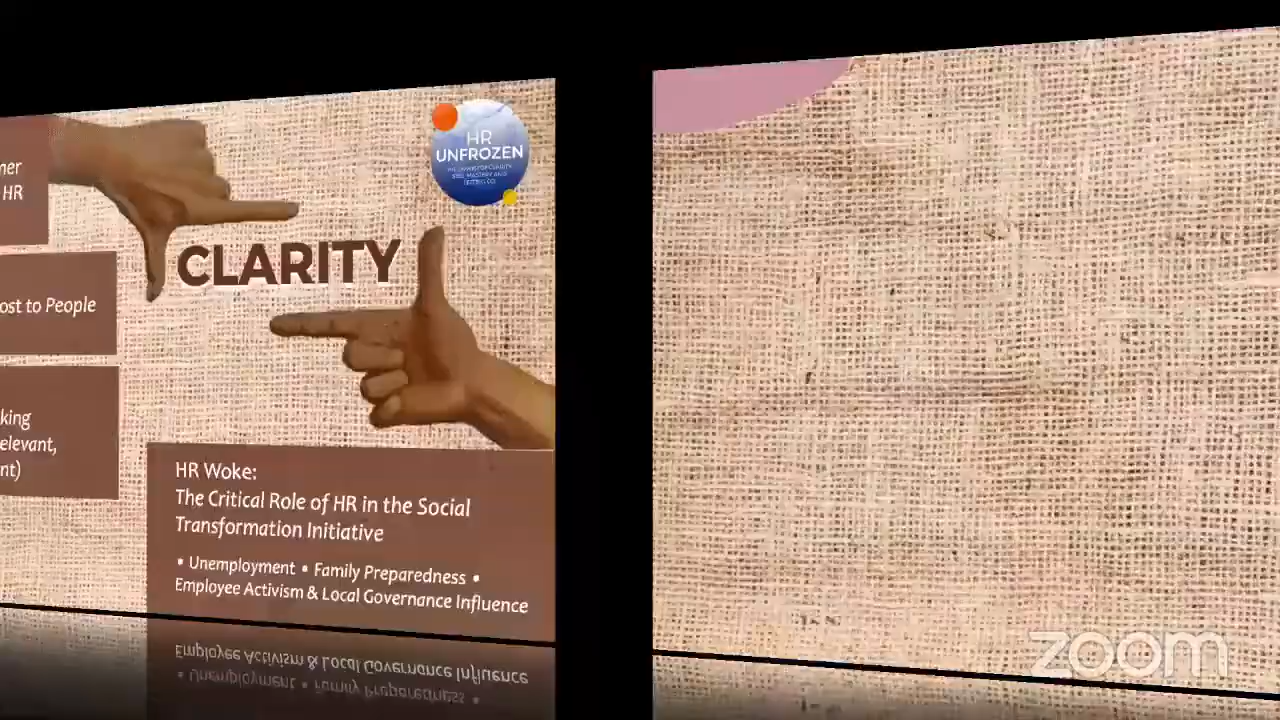 ner
HR
ost to People
king
elevant,
nt)
HR
UNFROZEN
CLARITY
HR Woke:
The Critical Role of HR in the Social
Transformation Initiative
• Unemployment • Family Preparedness •
Employee Activism & Local Governance Influence
zoom